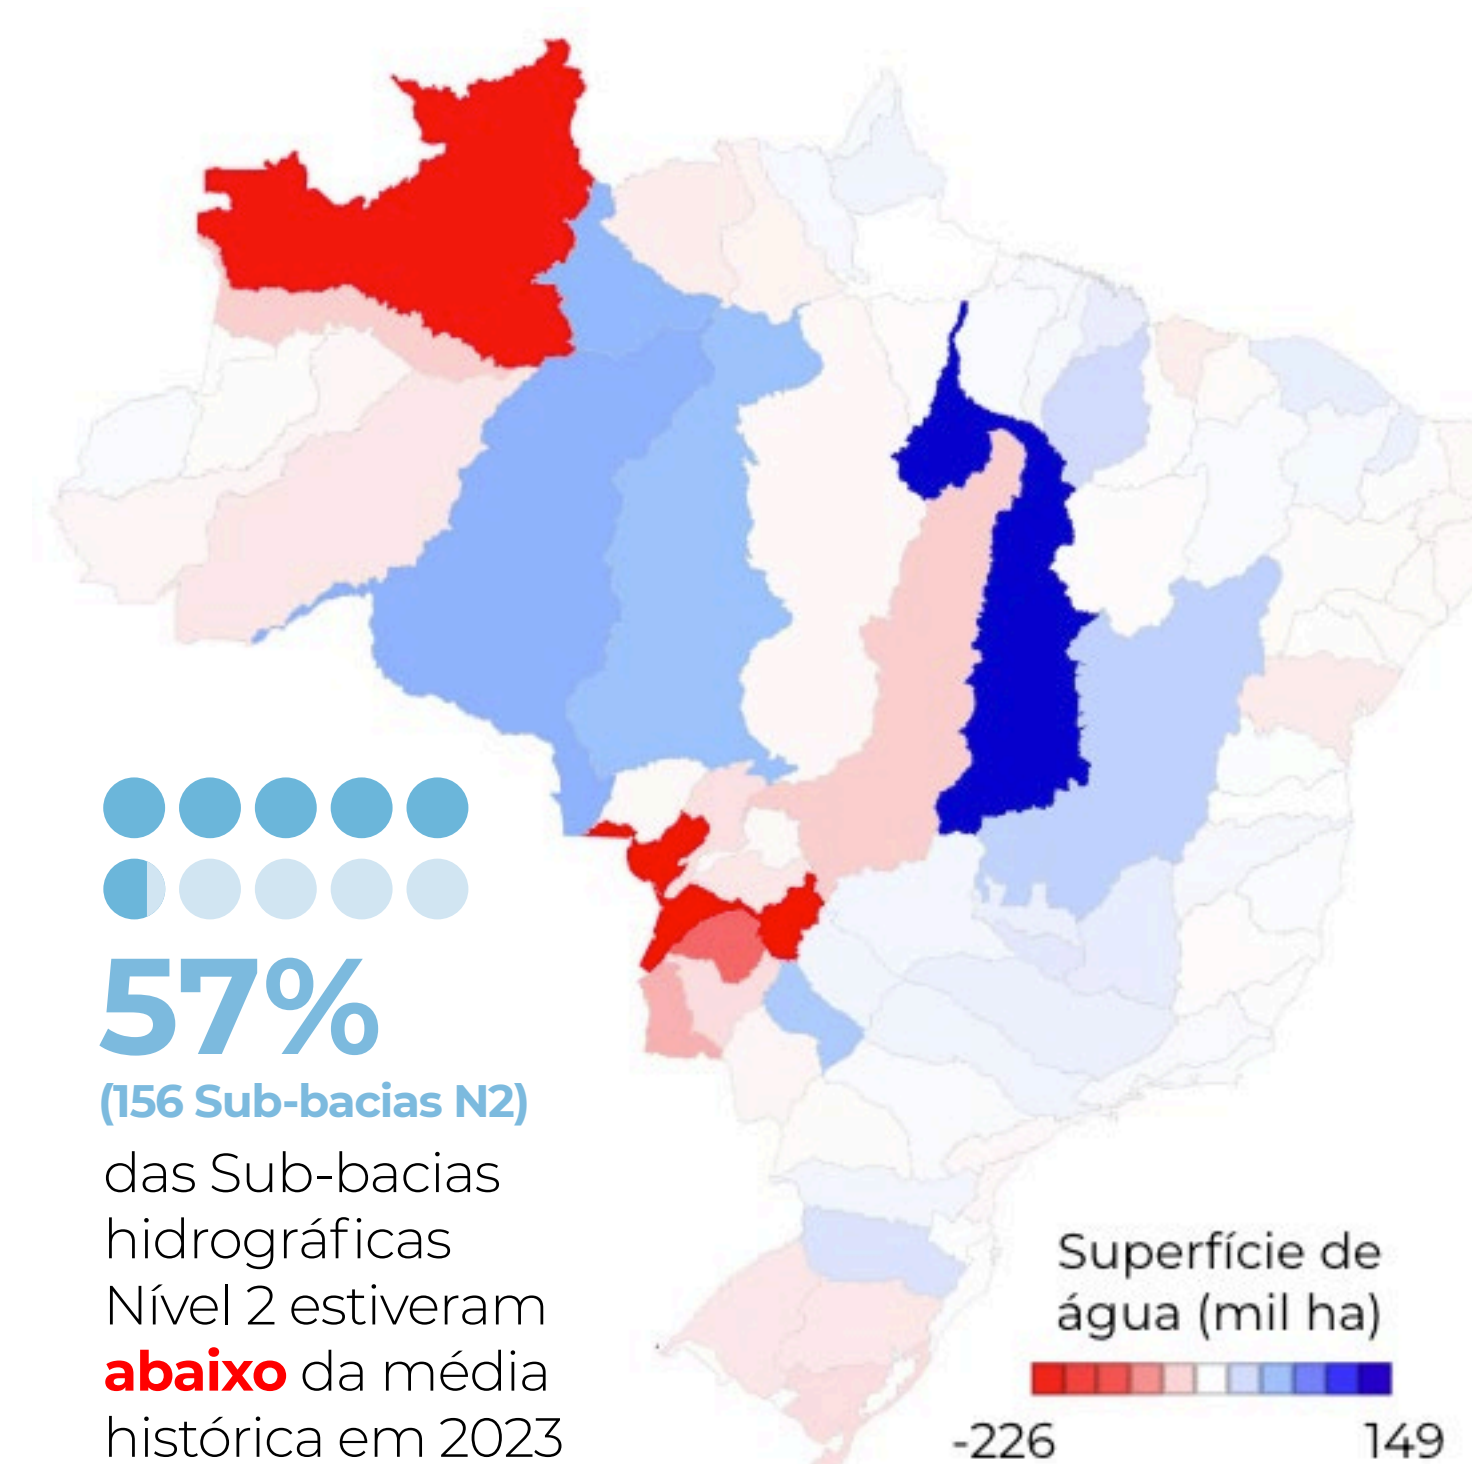 57%
(156 Sub-bacias N2)
das Sub-bacias
hidrográficas
Nível 2 estiveram
abaixo da média
histórica em 2023
Superfície de
água (mil ha)
-226 149